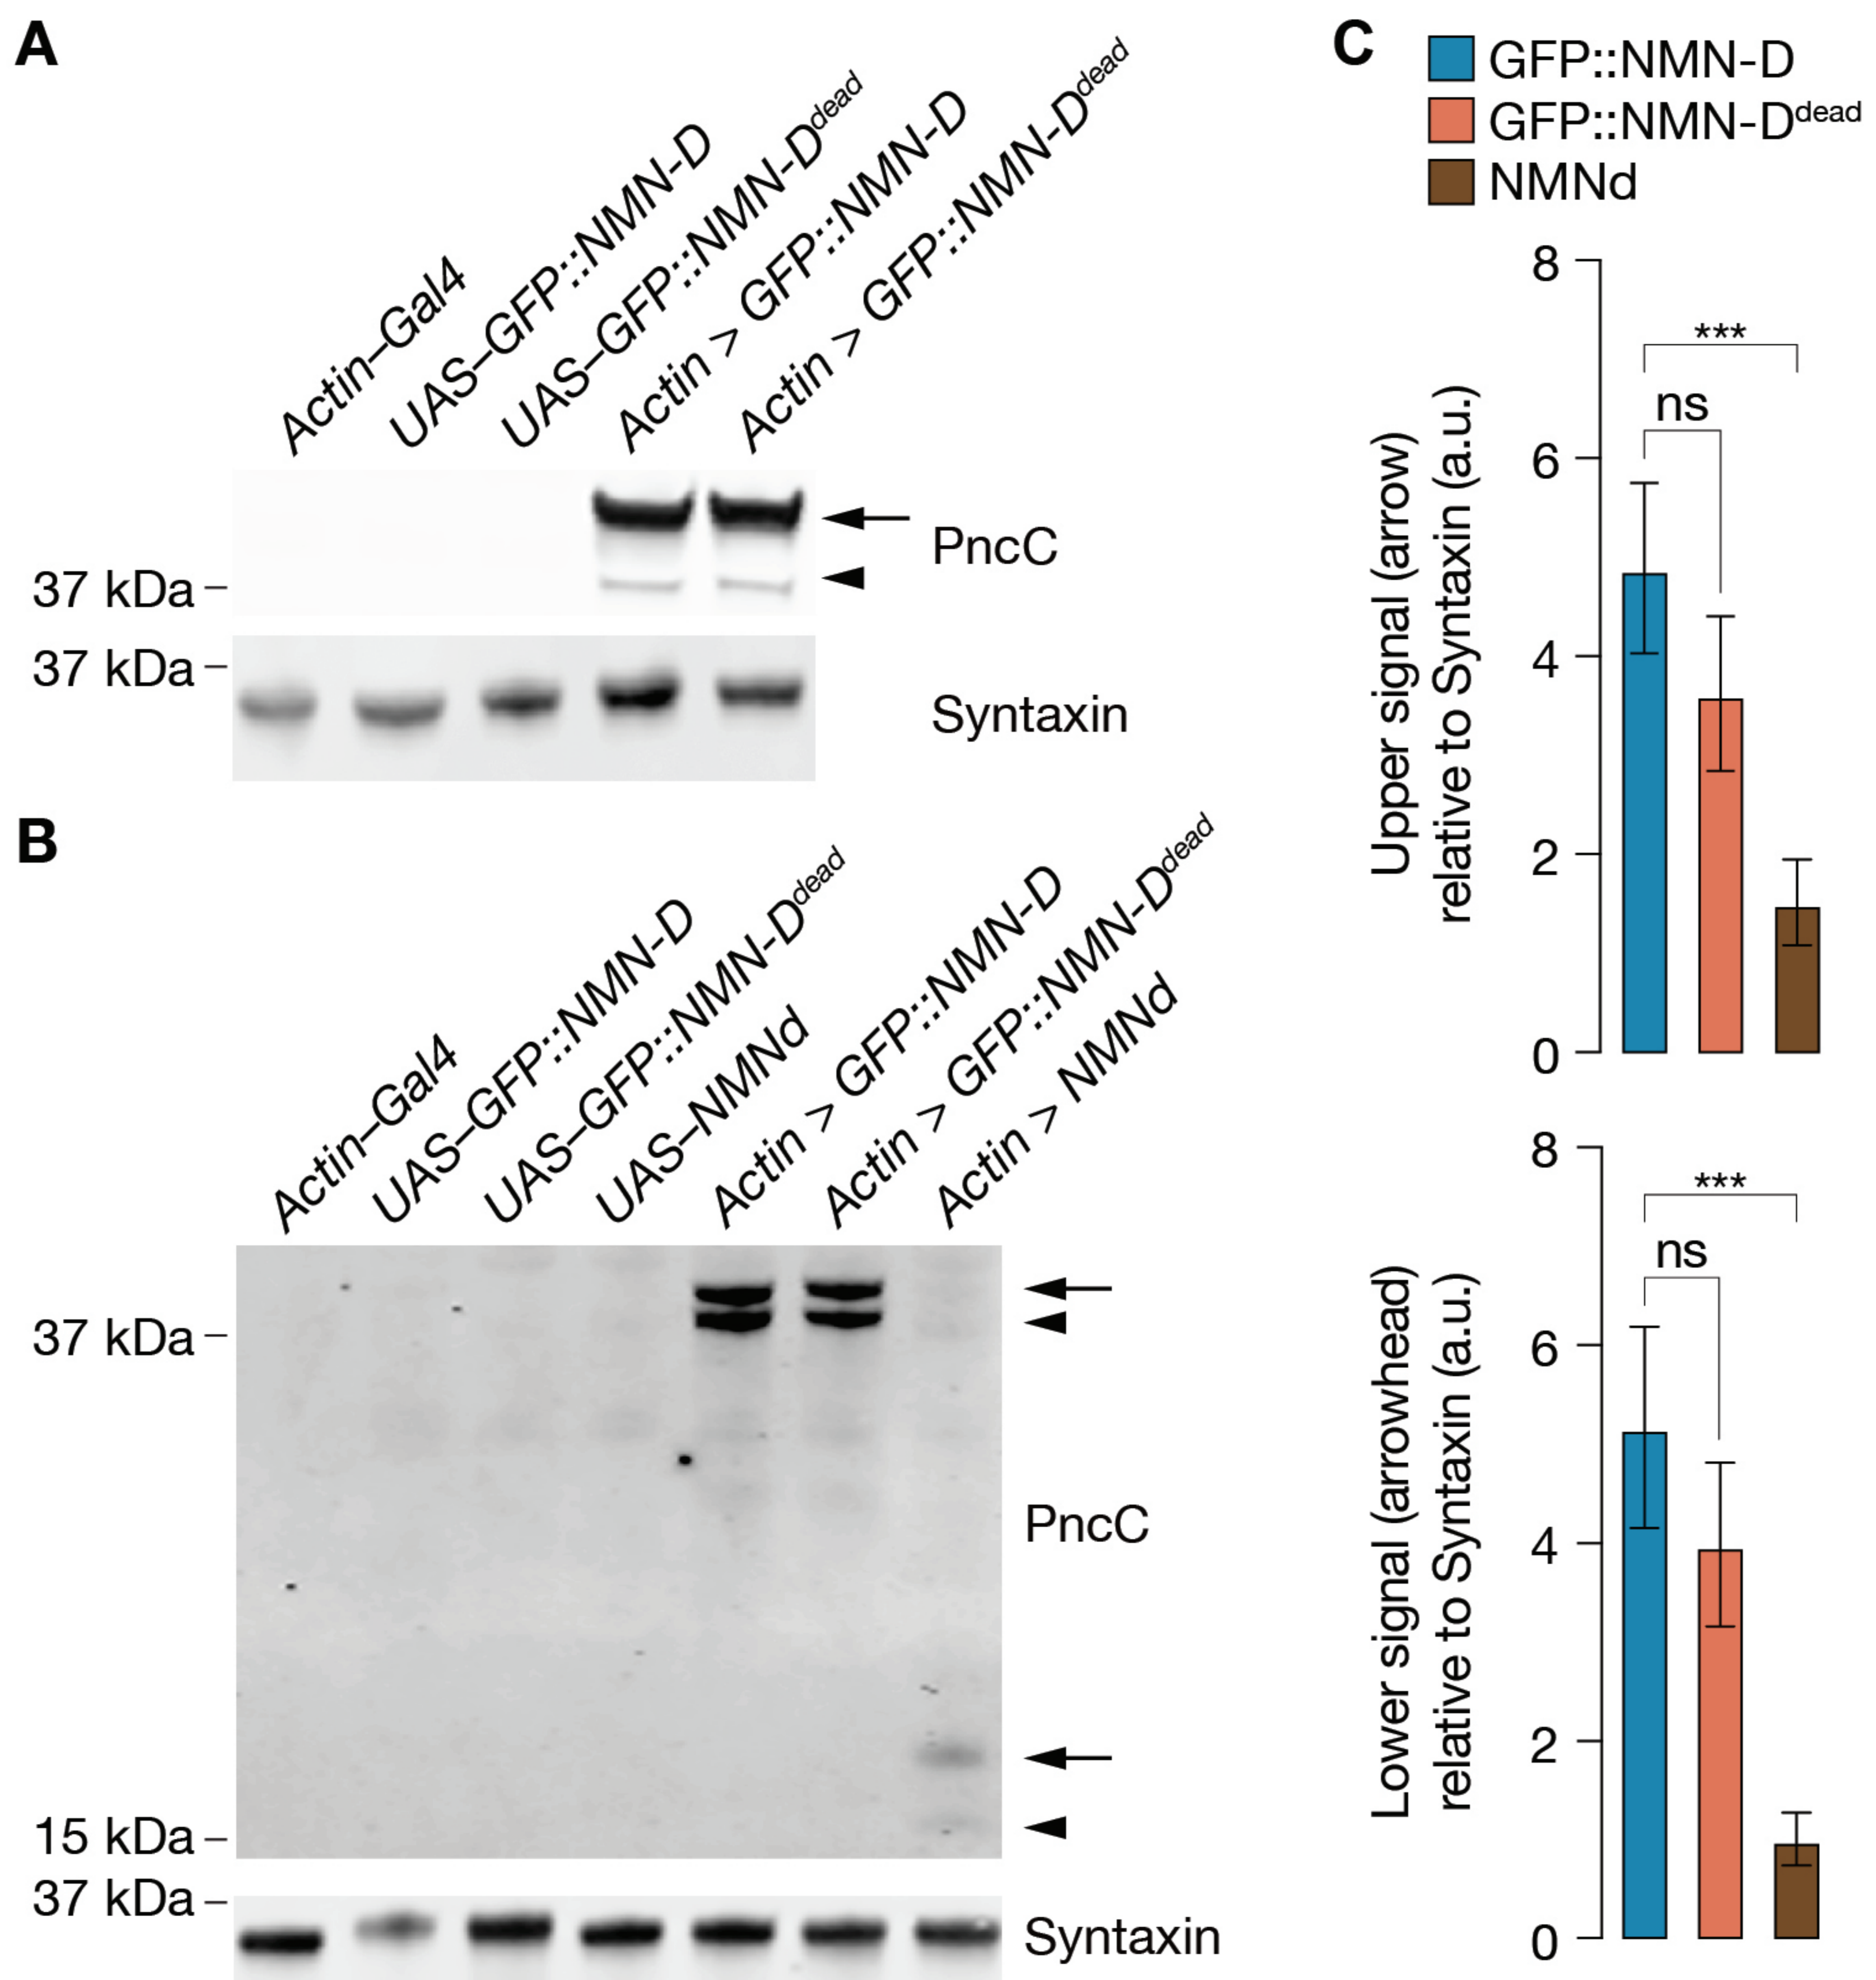 A
Actin–Gal4
UAS–GFP::NMN-D
UAS–GFP::NMN-Ddead
Actin > GFP::NMN-D
Actin > GFP::NMN-Ddead
37 kDa
PncC
37 kDa
Syntaxin
B
Actin–Gal4
UAS–GFP::NMN-D
UAS–GFP::NMN-Ddead
UAS–NMNd
Actin > GFP::NMN-D
Actin > GFP::NMN-Ddead
Actin > NMNd
37 kDa
PncC
15 kDa
37 kDa
Syntaxin
C
GFP::NMN-D
GFP::NMN-Ddead
NMNd
Upper signal (arrow)
relative to Syntaxin (a.u.)
8
6
4
2
0
***
ns
Lower signal (arrowhead)
relative to Syntaxin (a.u.)
8
6
4
2
0
***
ns